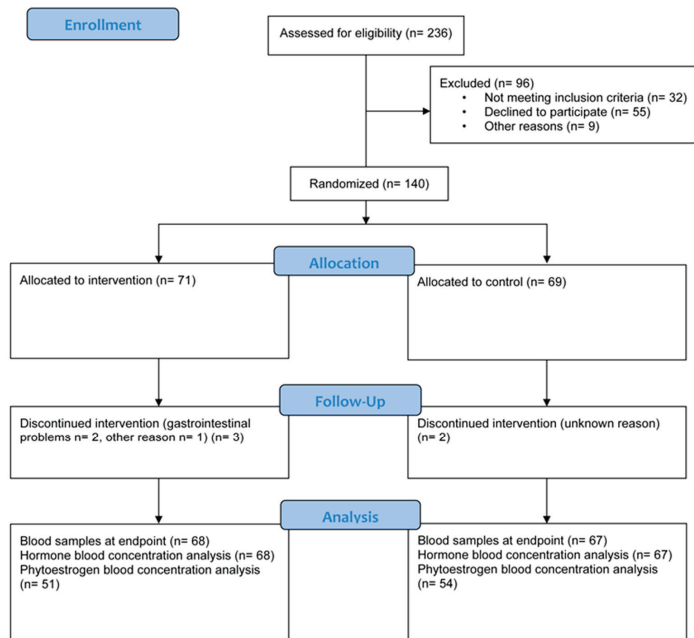 Enrollment
Assessed for eligibility (n= 236)
Excluded (n= 96)
• Not meeting inclusion criteria (n= 32)
• Declined to participate (n= 55)
• Other reasons (n= 9)
Randomized (n= 140)
Allocation
Allocated to intervention (n= 71)
Allocated to control (n= 69)
Follow-Up
Discontinued intervention (gastrointestinal
problems n= 2, other reason n= 1) (n= 3)
Discontinued intervention (unknown reason)
(n= 2)
Analysis
Blood samples at endpoint (n= 68)
Hormone blood concentration analysis (n= 68)
Phytoestrogen blood concentration analysis
(n= 51)
Blood samples at endpoint (n= 67)
Hormone blood concentration analysis (n= 67)
Phytoestrogen blood concentration analysis
(n= 54)